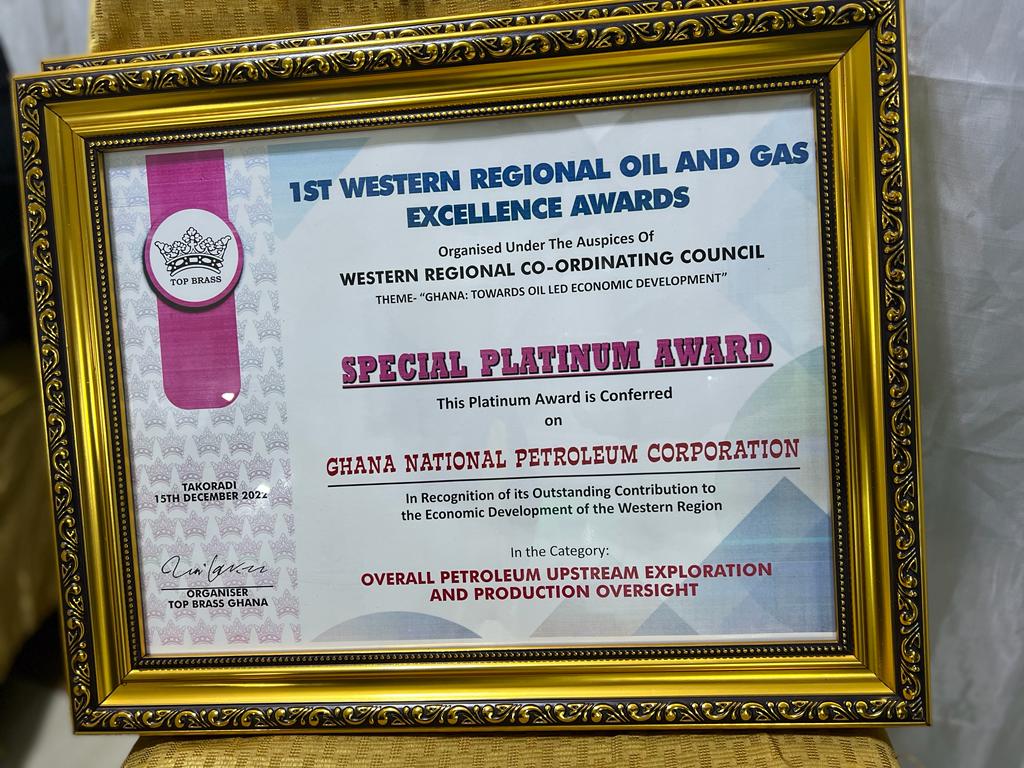 1ST WESTERN REGIONAL OIL AND GAS
EXCELLENCE AWARDS
Organised Under The Auspices Of
WESTERN REGIONAL CO-ORDINATING COUNCIL
THEME- “GHANA: TOWARDS OIL LED ECONOMIC DEVELOPMENT”
TOP BRASS
SPECIAL PLATINUM AWARD
This Platinum Award is Conferred
on
GHANA NATIONAL PETROLEUM CORPORATION
In Recognition of its Outstanding Contribution to
the Economic Development of the Western Region
In the Category:
OVERALL PETROLEUM UPSTREAM EXPLORATION
AND PRODUCTION OVERSIGHT
TAKORADI
15TH DECEMBER 2022
ORGANISER
TOP BRASS GHANA